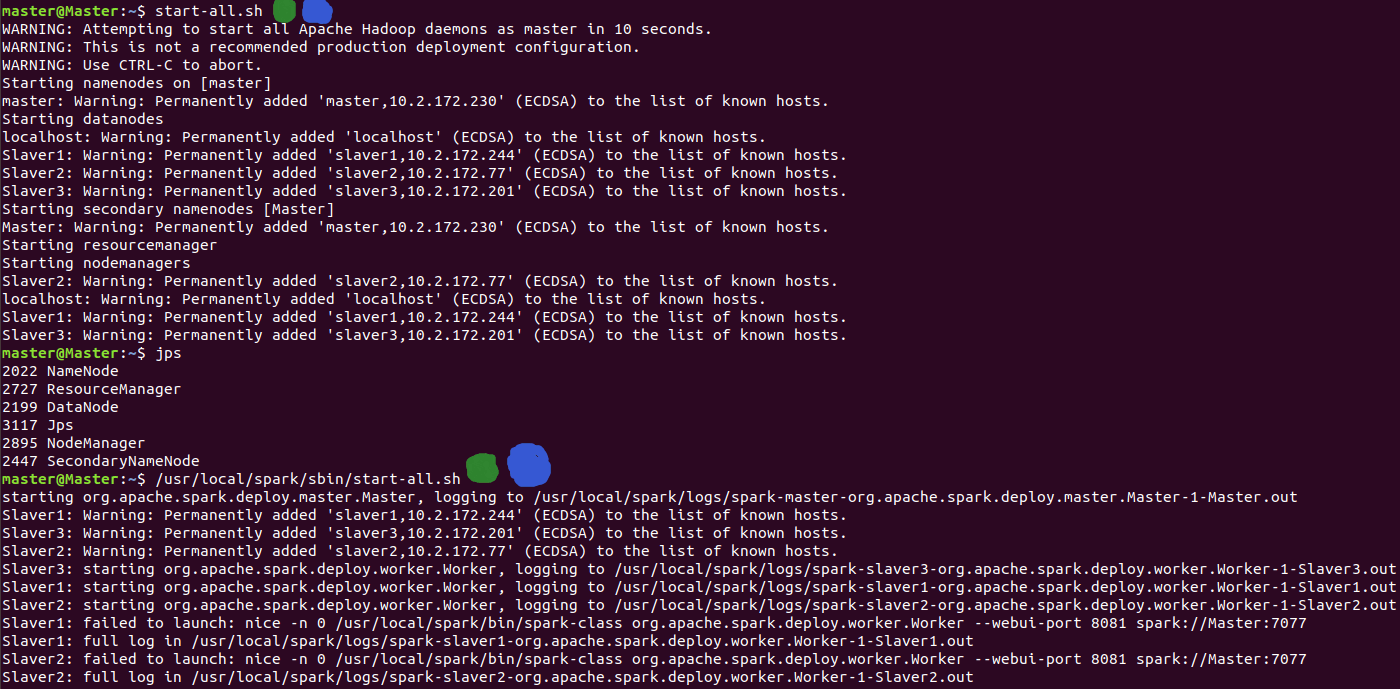 master@Master:~$ start-all.sh
WARNING: Attempting to start all Apache Hadoop daemons as master in 10 seconds.
WARNING: This is not a recommended production deployment configuration.
WARNING: Use CTRL-C to abort.
Starting namenodes on [master]
master: Warning: Permanently added 'master,10.2.172.230' (ECDSA) to the list of known hosts.
Starting datanodes
localhost: Warning: Permanently added 'localhost' (ECDSA) to the list of known hosts.
Slaver1: Warning: Permanently added 'slaver1,10.2.172.244' (ECDSA) to the list of known hosts.
Slaver2: Warning: Permanently added 'slaver2,10.2.172.77' (ECDSA) to the list of known hosts.
Slaver3: Warning: Permanently added 'slaver3,10.2.172.201' (ECDSA) to the list of known hosts.
Starting secondary namenodes [Master]
Master: Warning: Permanently added 'master,10.2.172.230' (ECDSA) to the list of known hosts.
Starting resourcemanager
Starting nodemanagers
Slaver2: Warning: Permanently added 'slaver2,10.2.172.77' (ECDSA) to the list of known hosts.
localhost: Warning: Permanently added 'localhost' (ECDSA) to the list of known hosts.
Slaver1: Warning: Permanently added 'slaver1,10.2.172.244' (ECDSA) to the list of known hosts.
Slaver3: Warning: Permanently added 'slaver3,10.2.172.201' (ECDSA) to the list of known hosts.
master@Master:~$ jps
2022 NameNode
2727 ResourceManager
2199 DataNode
3117 Jps
2895 NodeManager
2447 SecondaryNameNode
master@Master:~$ /usr/local/spark/sbin/start-all.sh
starting org.apache.spark.deploy.master.Master, logging to /usr/local/spark/logs/spark-master-org.apache.spark.deploy.master.Master-1-Master.out
Slaver1: Warning: Permanently added 'slaver1,10.2.172.244' (ECDSA) to the list of known hosts.
Slaver3: Warning: Permanently added 'slaver3,10.2.172.201' (ECDSA) to the list of known hosts.
Slaver2: Warning: Permanently added 'slaver2,10.2.172.77' (ECDSA) to the list of known hosts.
Slaver3: starting org.apache.spark.deploy.worker.Worker, logging to /usr/local/spark/logs/spark-slaver3-org.apache.spark.deploy.worker.Worker-1-Slaver3.out
Slaver1: starting org.apache.spark.deploy.worker.Worker, logging to /usr/local/spark/logs/spark-slaver1-org.apache.spark.deploy.worker.Worker-1-Slaver1.out
Slaver2: starting org.apache.spark.deploy.worker.Worker, logging to /usr/local/spark/logs/spark-slaver2-org.apache.spark.deploy.worker.Worker-1-Slaver2.out
Slaver1: failed to launch: nice -n 0 /usr/local/spark/bin/spark-class org.apache.spark.deploy.worker.Worker --webui-port 8081 spark://Master:7077
Slaver1: full log in /usr/local/spark/logs/spark-slaver1-org.apache.spark.deploy.worker.Worker-1-Slaver1.out
Slaver2: failed to launch: nice -n 0 /usr/local/spark/bin/spark-class org.apache.spark.deploy.worker.Worker --webui-port 8081 spark://Master:7077
Slaver2: full log in /usr/local/spark/logs/spark-slaver2-org.apache.spark.deploy.worker.Worker-1-Slaver2.out